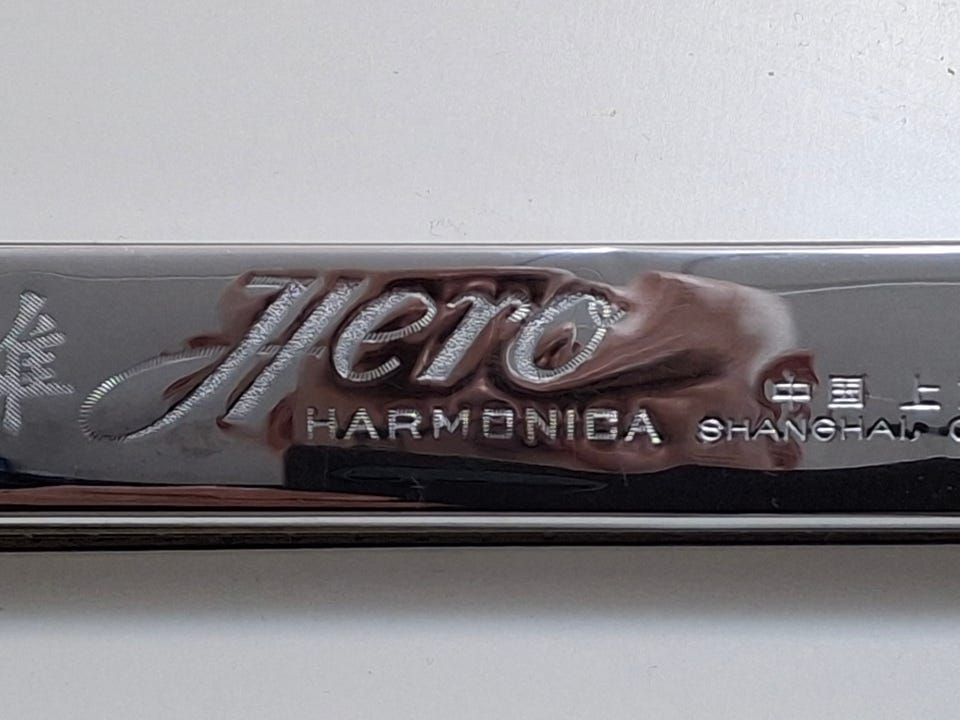 Hero
HARMONICA
中国 上
SHANGHAI,